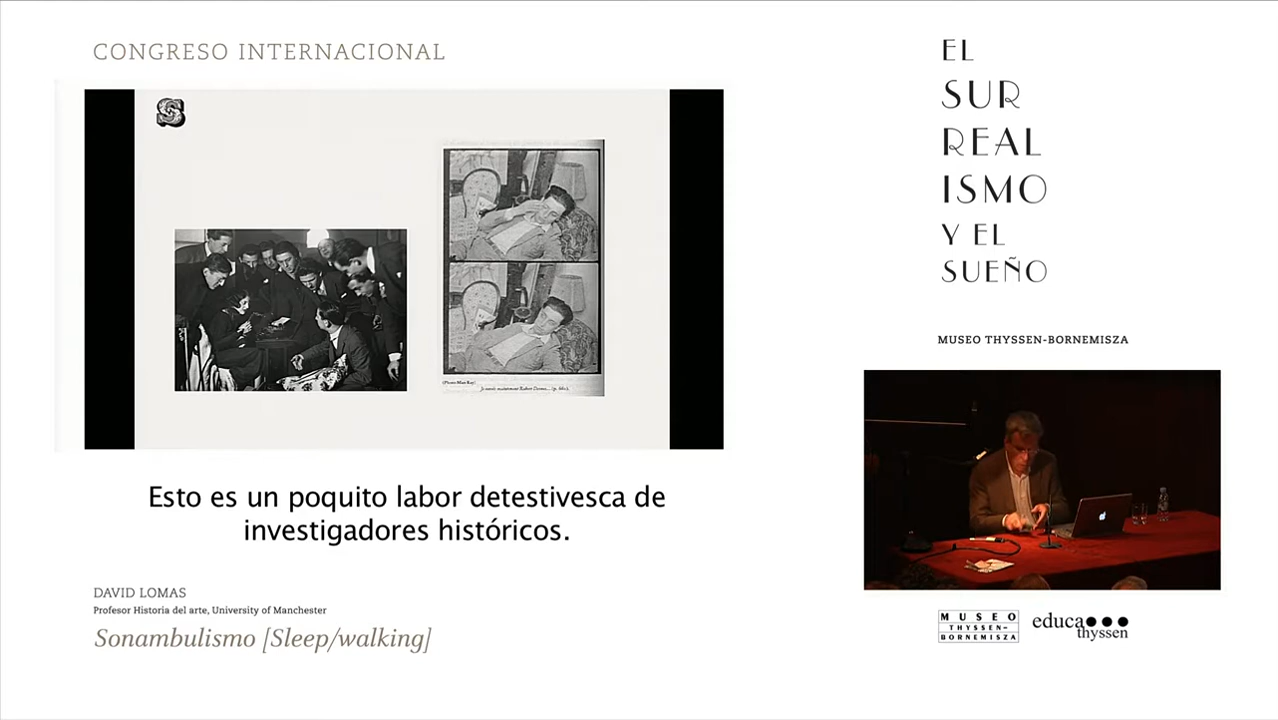 CONGRESO INTERNACIONAL
S
EL
SUR
REAL
ISMO
Y EL
SUEÑO
MUSEO THYSSEN-BORNEMISZA
Esto es un poquito labor detestivesca de
investigadores históricos.
DAVID LOMAS
Profesor Historia del arte, University of Manchester
Sonambulismo [Sleep/walking]
MUSEO
THYSSEN-
BORNEMISZA
educa
thyssen